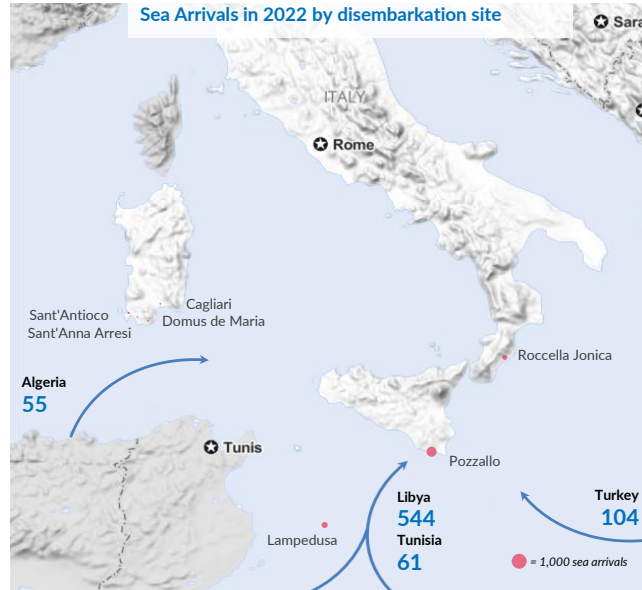 Sea Arrivals in 2022 by disembarkation site
ITALY
Rome
Sant'Antioco
Sant'Anna Arresi
Cagliari
Domus de Maria
Roccella Jonica
Algeria
55
Tunis
Pozzallo
Libya
544
Tunisia
61
Turkey
104
Lampedusa
= 1,000 sea arrivals